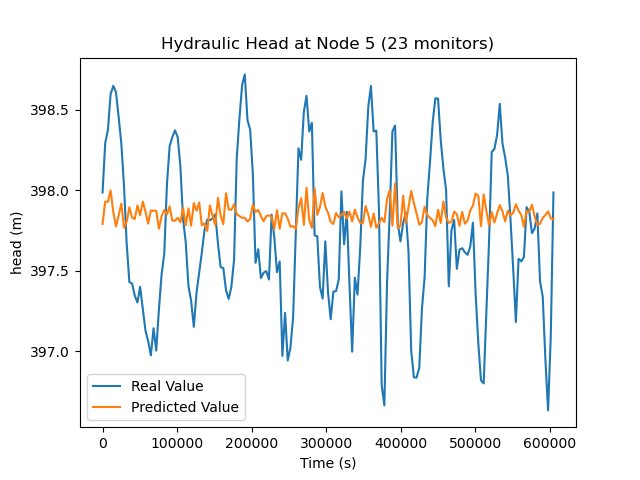 Hydraulic Head at Node 5 (23 monitors)
398.5
398.0
397.5
397.0
head (m)
Real Value
Predicted Value
0 100000 200000 300000 400000 500000 600000
Time (s)